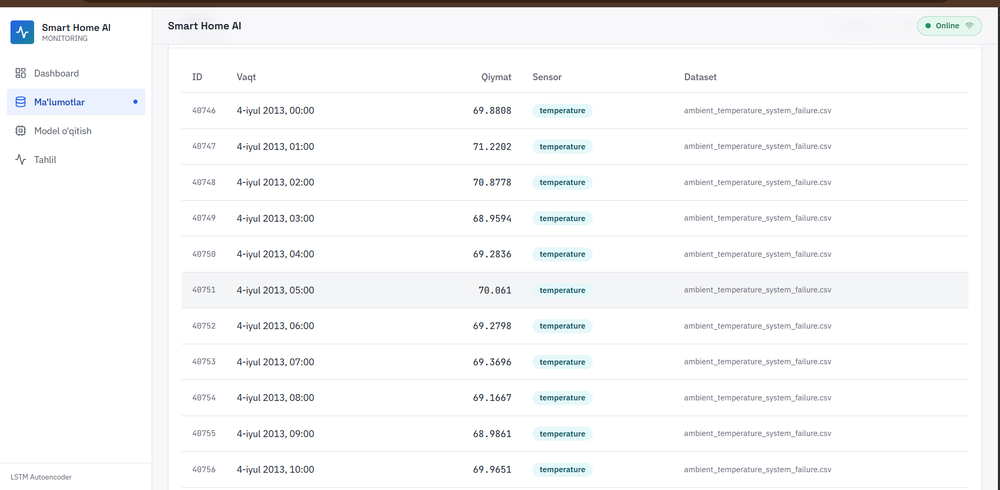 Smart Home AI
MONITORING
Dashboard
Ma'lumotlar
Model o'qitish
Tahlil
LSTM Autoencoder
Smart Home AI
Online
ID Vaqt Qiymat Sensor Dataset
40746 4-iyul 2013, 00:00 69.8808 temperature ambient_temperature_system_failure.csv
40747 4-iyul 2013, 01:00 71.2202 temperature ambient_temperature_system_failure.csv
40748 4-iyul 2013, 02:00 70.8778 temperature ambient_temperature_system_failure.csv
40749 4-iyul 2013, 03:00 68.9594 temperature ambient_temperature_system_failure.csv
40750 4-iyul 2013, 04:00 69.2836 temperature ambient_temperature_system_failure.csv
40751 4-iyul 2013, 05:00 70.061 temperature ambient_temperature_system_failure.csv
40752 4-iyul 2013, 06:00 69.2798 temperature ambient_temperature_system_failure.csv
40753 4-iyul 2013, 07:00 69.3696 temperature ambient_temperature_system_failure.csv
40754 4-iyul 2013, 08:00 69.1667 temperature ambient_temperature_system_failure.csv
40755 4-iyul 2013, 09:00 68.9861 temperature ambient_temperature_system_failure.csv
40756 4-iyul 2013, 10:00 69.9651 temperature ambient_temperature_system_failure.csv